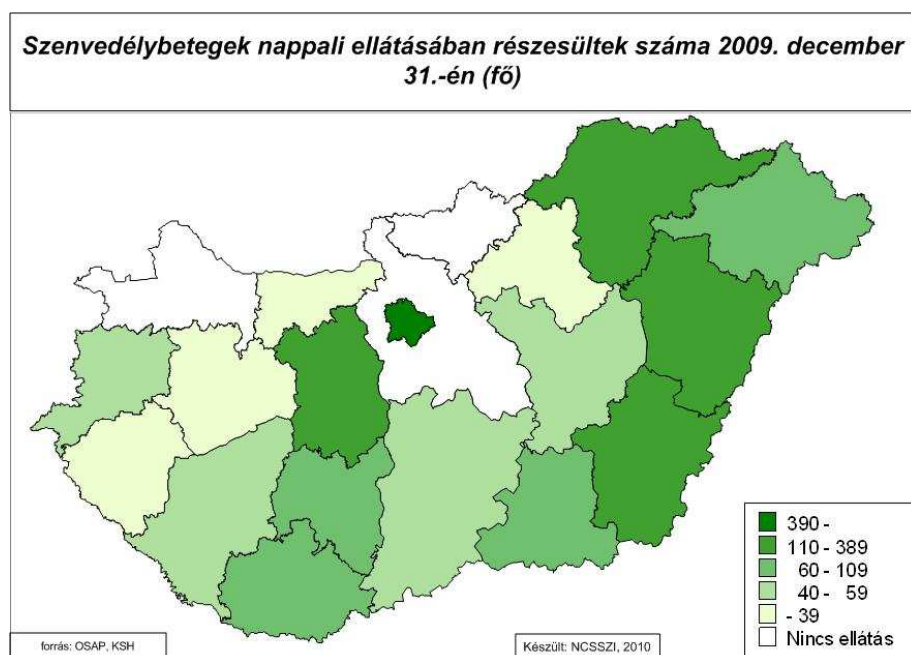 Szenvedélybetegek nappali ellátásában részesültek száma 2009. december
31.-én (fő)
390 -
110 - 389
60 - 109
40 - 59
- 39
Nincs ellátás
forrás: OSAP, KSH
Készült: NCSSZI, 2010